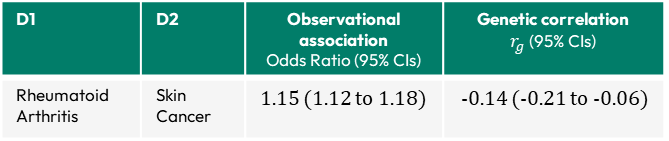 D1
D2
Observational
association
Odds Ratio (95% CIs)
Genetic correlation
r_g (95% CIs)
Rheumatoid
Arthritis
Skin
Cancer
1.15 (1.12 to 1.18)
-0.14 (-0.21 to -0.06)